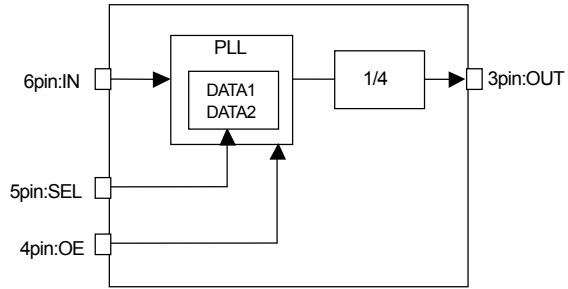 PLL
6pin:IN
1/4
3pin:OUT
DATA1
DATA2
5pin:SEL
4pin:OE